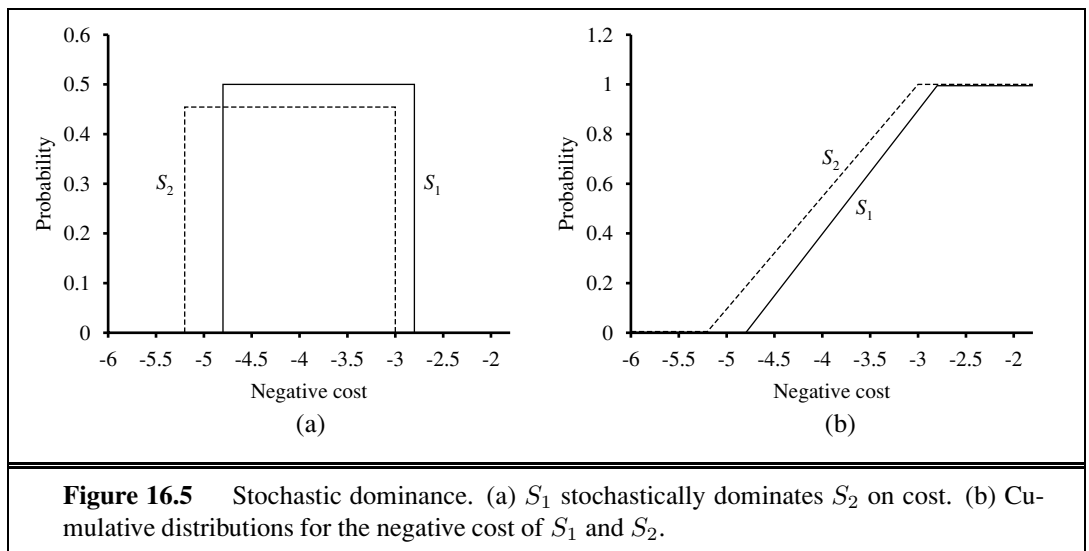 0.6
0.5
0.4
0.3
0.2
0.1
0
Probability
S2
S1
-6 -5.5 -5 -4.5 -4 -3.5 -3 -2.5 -2
Negative cost
(a)
1.2
1
0.8
0.6
0.4
0.2
0
Probability
S2
S1
-6 -5.5 -5 -4.5 -4 -3.5 -3 -2.5 -2
Negative cost
(b)
Figure 16.5 Stochastic dominance. (a) S1 stochastically dominates S2 on cost. (b) Cu-
mulative distributions for the negative cost of S1 and S2.